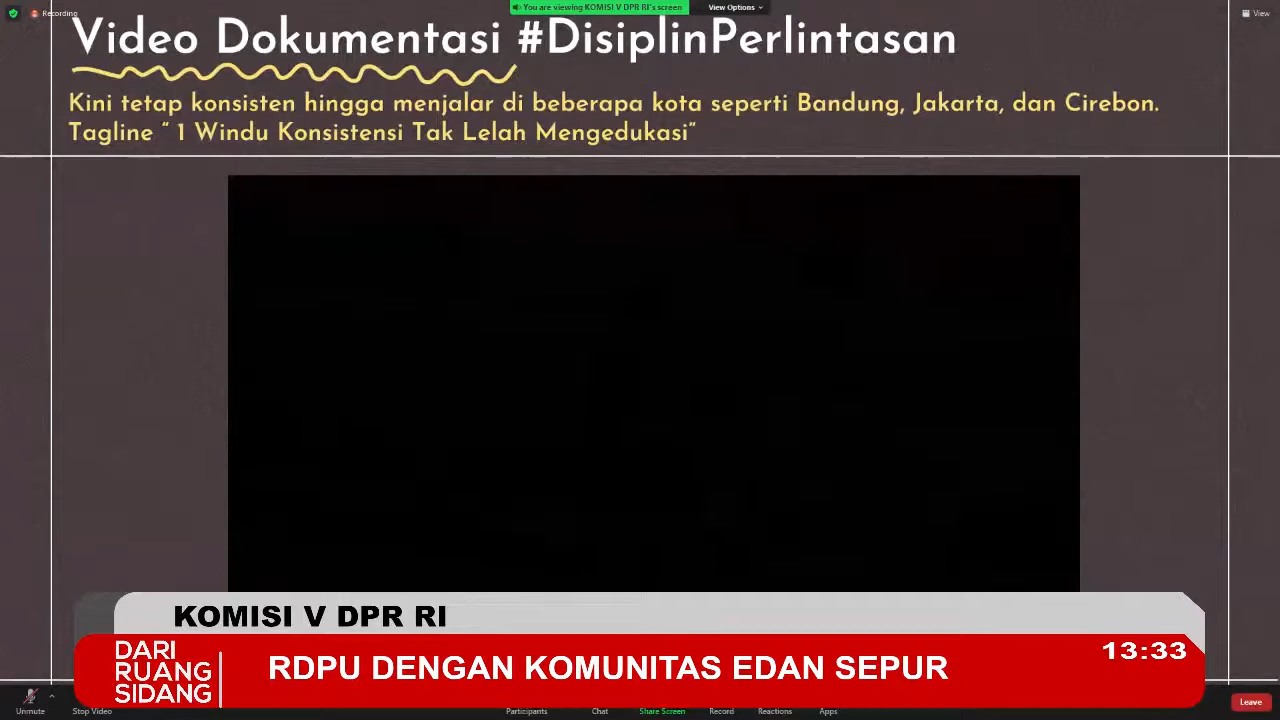 Recording
You are viewing KOMISI V DPR RI's screen
View Options
View
Video Dokumentasi #DisiplinPerlintasan
Kini tetap konsisten hingga menjalar di beberapa kota seperti Bandung, Jakarta, dan Cirebon.
Tagline “ 1 Windu Konsistensi Tak Lelah Mengedukasi”
KOMISI V DPR RI
DARI
RUANG
SIDANG
RDPU DENGAN KOMUNITAS EDAN SEPUR
13:33
Unmute
Stop Video
Participants
Chat
Share Screen
Record
Reactions
Apps
Leave